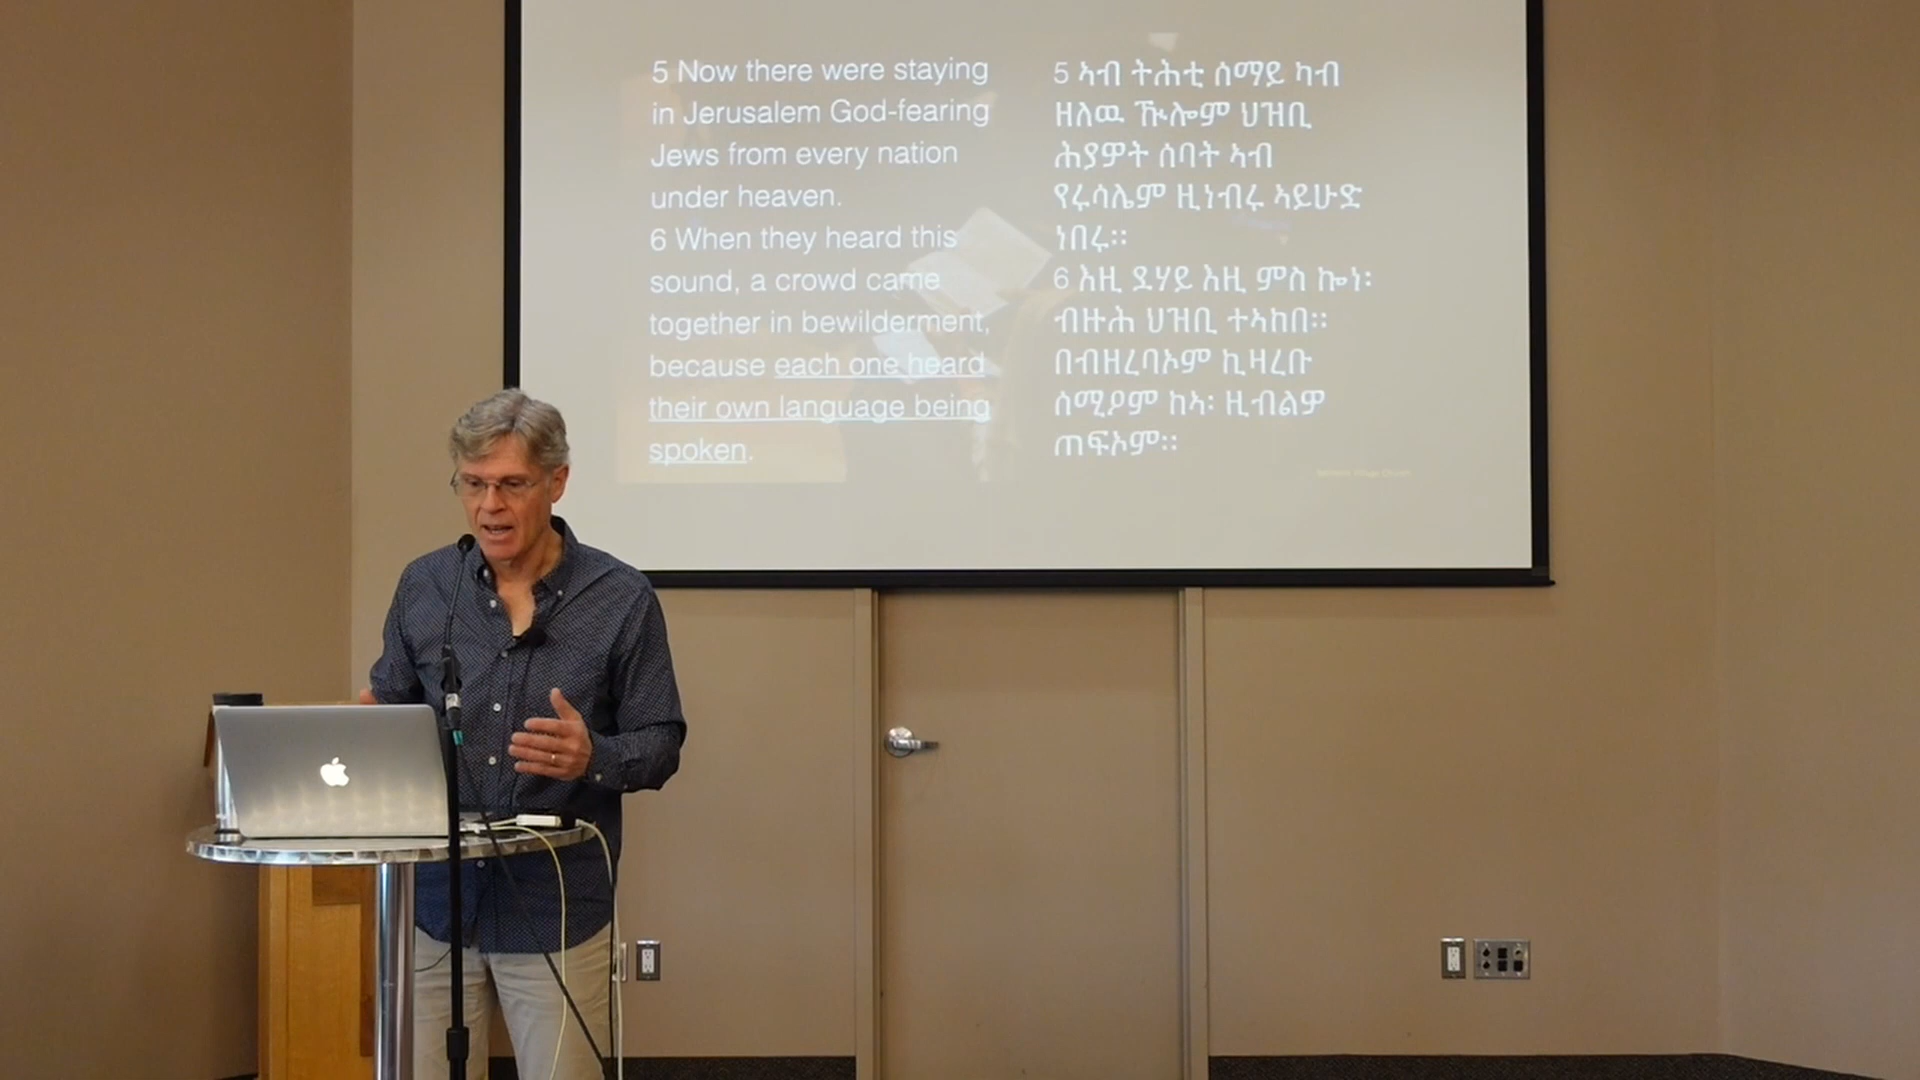 5 Now there were staying
in Jerusalem God-fearing
Jews from every nation
under heaven.
6 When they heard this
sound, a crowd came
together in bewilderment,
because each one heard
their own language being
spoken.
5 ኣብ ትሕቲ ሰማይ ካብ
ዘለዉ ዅሎም ህዝቢ
ሕያዎት ሰባት ኣብ
የሩሳሌም ዚነብሩ ኣይሁድ
ነበሩ።
6 እዚ ደሃይ እዚ ምስ ኰነ፡
ብዙሕ ህዝቢ ተኣከበ።
በብዘረባኦም ኪዛረቡ
ሰሚዖም ከኣ፡ ዚብልዎ
ጠፍኦም።